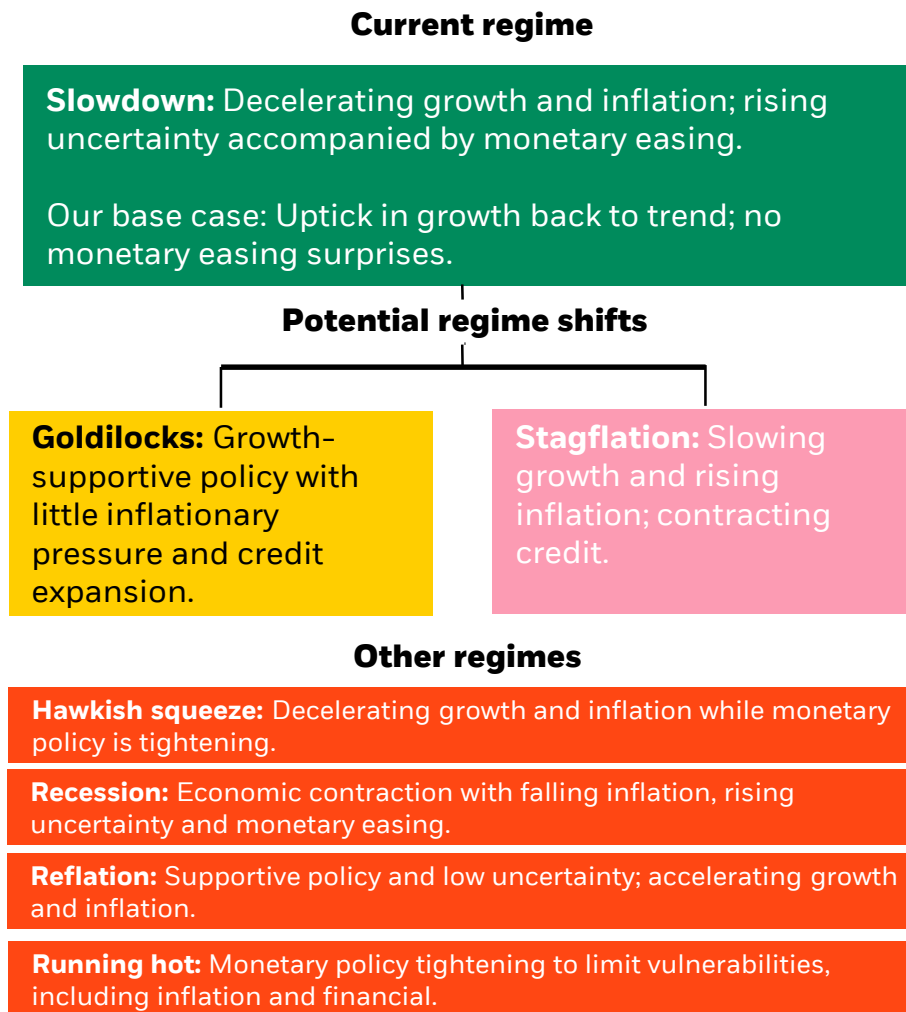 Current regime
Slowdown: Decelerating growth and inflation; rising
uncertainty accompanied by monetary easing.
Our base case: Uptick in growth back to trend; no
monetary easing surprises.
Potential regime shifts
Goldilocks: Growth-
supportive policy with
little inflationary
pressure and credit
expansion.
Stagflation: Slowing
growth and rising
inflation; contracting
credit.
Other regimes
Hawkish squeeze: Decelerating growth and inflation while monetary
policy is tightening.
Recession: Economic contraction with falling inflation, rising
uncertainty and monetary easing.
Reflation: Supportive policy and low uncertainty; accelerating growth
and inflation.
Running hot: Monetary policy tightening to limit vulnerabilities,
including inflation and financial.